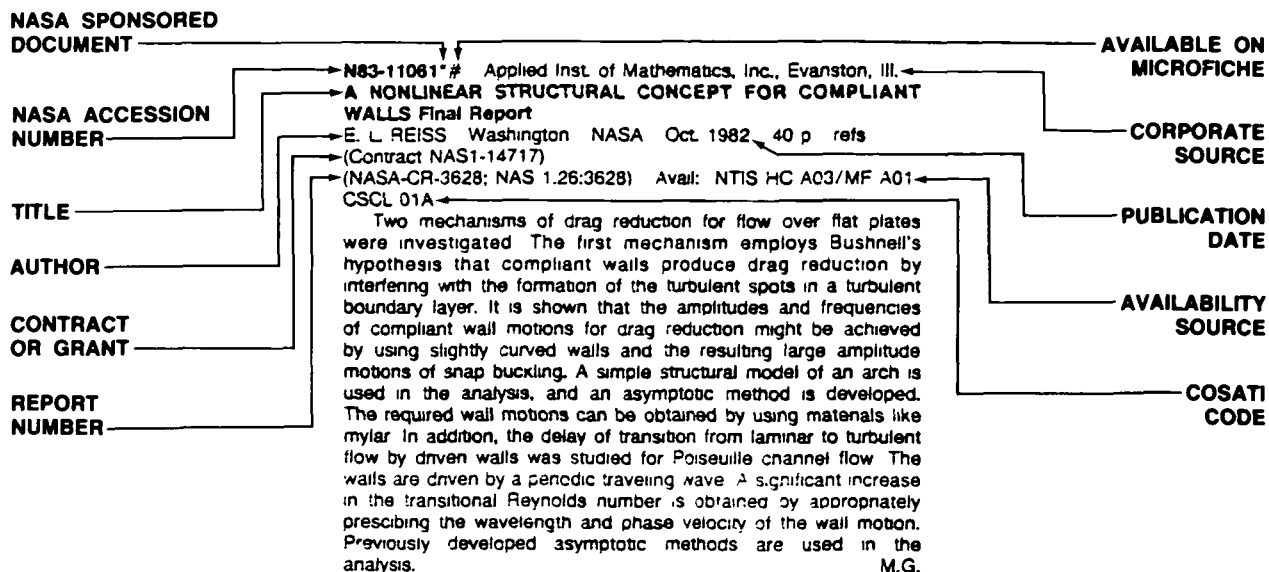 NASA SPONSORED
DOCUMENT
NASA ACCESSION
NUMBER
TITLE
AUTHOR
CONTRACT
OR GRANT
REPORT
NUMBER
N83-11061*# Applied Inst. of Mathematics, Inc., Evanston, Ill.
A NONLINEAR STRUCTURAL CONCEPT FOR COMPLIANT
WALLS Final Report
E. L REISS Washington NASA Oct. 1982 40 p refs
(Contract NAS1-14717)
(NASA-CR-3628; NAS 1.26:3628) Avail: NTIS HC A03/MF A01
CSCL 01A
Two mechanisms of drag reduction for flow over flat plates
were investigated The first mechanism employs Bushnell's
hypothesis that compliant walls produce drag reduction by
interfering with the formation of the turbulent spots in a turbulent
boundary layer. It is shown that the amplitudes and frequencies
of compliant wall motions for drag reduction might be achieved
by using slightly curved walls and the resulting large amplitude
motions of snap buckling. A simple structural model of an arch is
used in the analysis, and an asymptotic method is developed.
The required wall motions can be obtained by using materials like
mylar In addition, the delay of transition from laminar to turbulent
flow by driven walls was studied for Poiseuille channel flow The
walls are driven by a periodic traveling wave A significant increase
in the transitional Reynolds number is obtained by appropriately
prescibing the wavelength and phase velocity of the wall motion.
Previously developed asymptotic methods are used in the
analysis. M.G.
AVAILABLE ON
MICROFICHE
CORPORATE
SOURCE
PUBLICATION
DATE
AVAILABILITY
SOURCE
COSATI
CODE